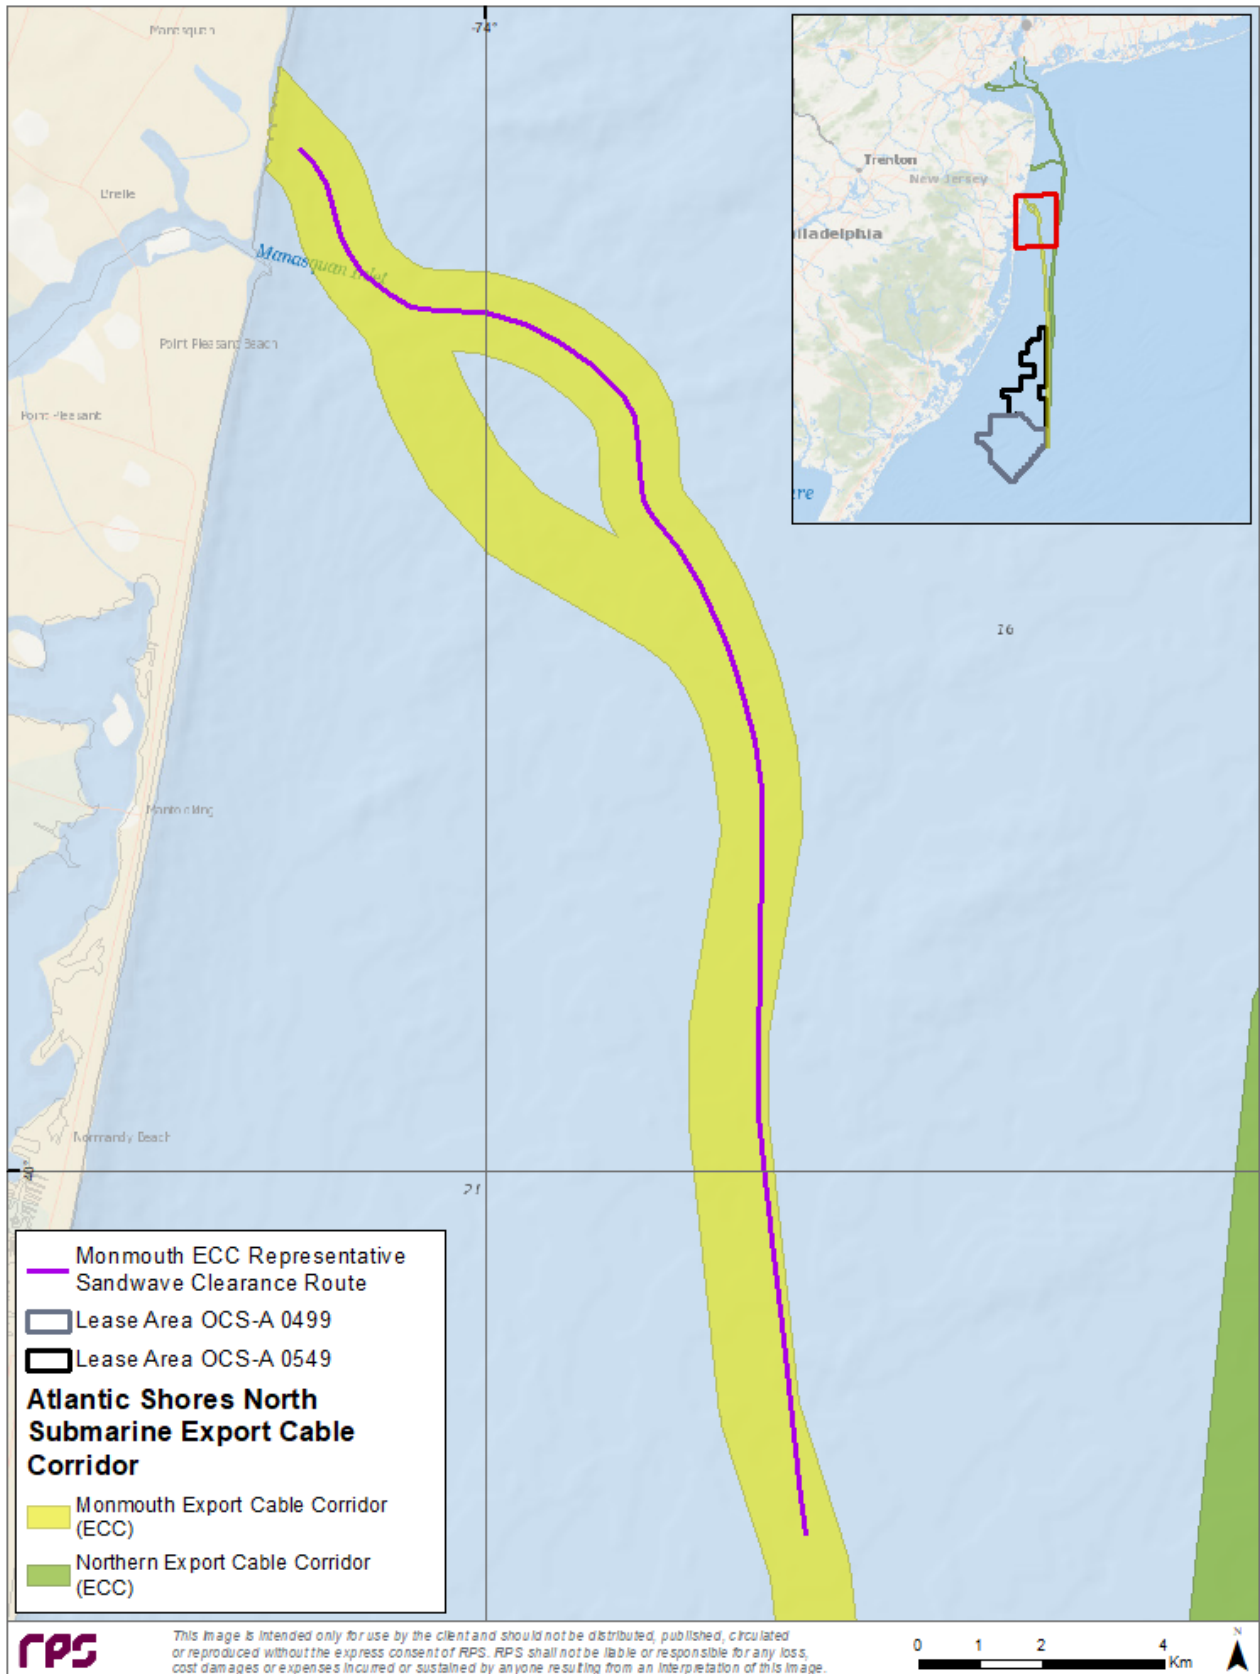 Manasquan
-74°
Trenton
New Jersey
iladelphia
Brielle
Manasquan Inlet
Point Pleasant Beach
Point Pleasant
ere
16
Mantoloking
Normandy Beach
40°
21
Monmouth ECC Representative
Sandwave Clearance Route
Lease Area OCS-A 0499
Lease Area OCS-A 0549
Atlantic Shores North
Submarine Export Cable
Corridor
Monmouth Export Cable Corridor
(ECC)
Northern Export Cable Corridor
(ECC)
rps
This image is intended only for use by the client and should not be distributed, published, circulated
or reproduced without the express consent of RPS. RPS shall not be liable or responsible for any loss,
cost damages or expenses incurred or sustained by anyone resulting from an interpretation of this image.
0 1 2 4
Km
N